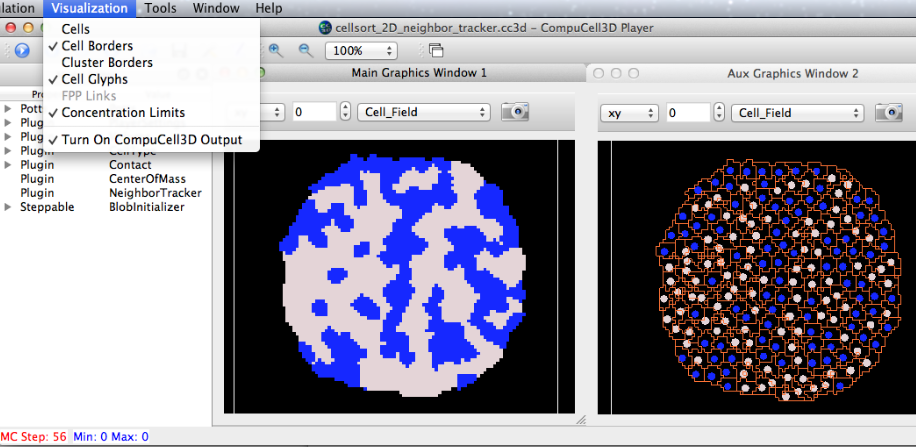 ulation Visualization Tools Window Help
cellsort_2D_neighbor_tracker.cc3d - CompuCell3D Player
Cells
Cell Borders
Cluster Borders
Cell Glyphs
FPP Links
Concentration Limits
Turn On CompuCell3D Output
100%
Main Graphics Window 1
Aux Graphics Window 2
0 Cell_Field
xy 0 Cell_Field
Pott
Plug
Plug
Plug
Plugin CellType
Plugin Contact
Plugin CenterOfMass
Plugin NeighborTracker
Steppable BlobInitializer
MC Step: 56 Min: 0 Max: 0